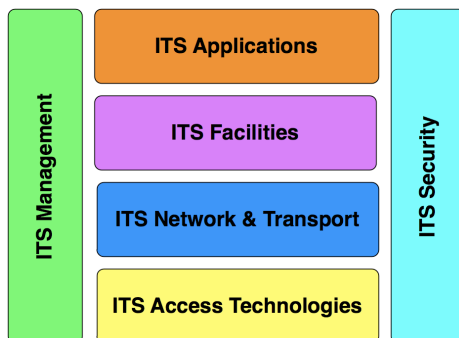 ITS Management
ITS Applications
ITS Facilities
ITS Network & Transport
ITS Access Technologies
ITS Security